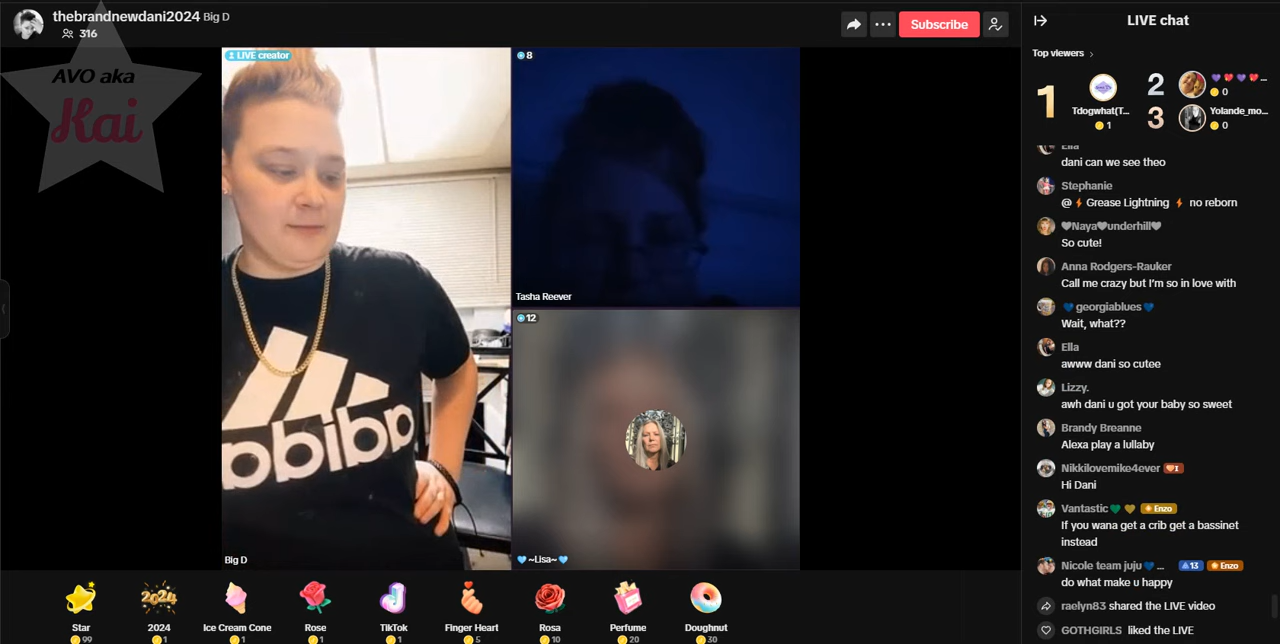 thebrandnewdani2024 Big D
316
Subscribe
AVO aka
Kai
LIVE creator
8
Tasha Reever
12
💙 ~Lisa~ 💙
Big D
adidas
Star
99
2024
2024
1
Ice Cream Cone
1
Rose
1
TikTok
1
Finger Heart
5
Rosa
10
Perfume
20
Doughnut
30
LIVE chat
Top viewers >
1
Tdogwhat(T...
1
2
💜 💖 💜 💖 ...
0
3
Yolande_mo...
0
Ella
dani can we see theo
Stephanie
@⚡Grease Lightning ⚡ no reborn
🤍Naya🤍underhill🤍
So cute!
Anna Rodgers-Rauker
Call me crazy but I'm so in love with
💙georgiablues💙
Wait, what??
Ella
awww dani so cutee
Lizzy.
awh dani u got your baby so sweet
Brandy Breanne
Alexa play a lullaby
Nikkilovemike4ever I
Hi Dani
Vantastic💚 💛 Enzo
If you wana get a crib get a bassinet
instead
Nicole team juju💙 ... 13 Enzo
do what make u happy
raelyn83 shared the LIVE video
GOTHGIRLS liked the LIVE